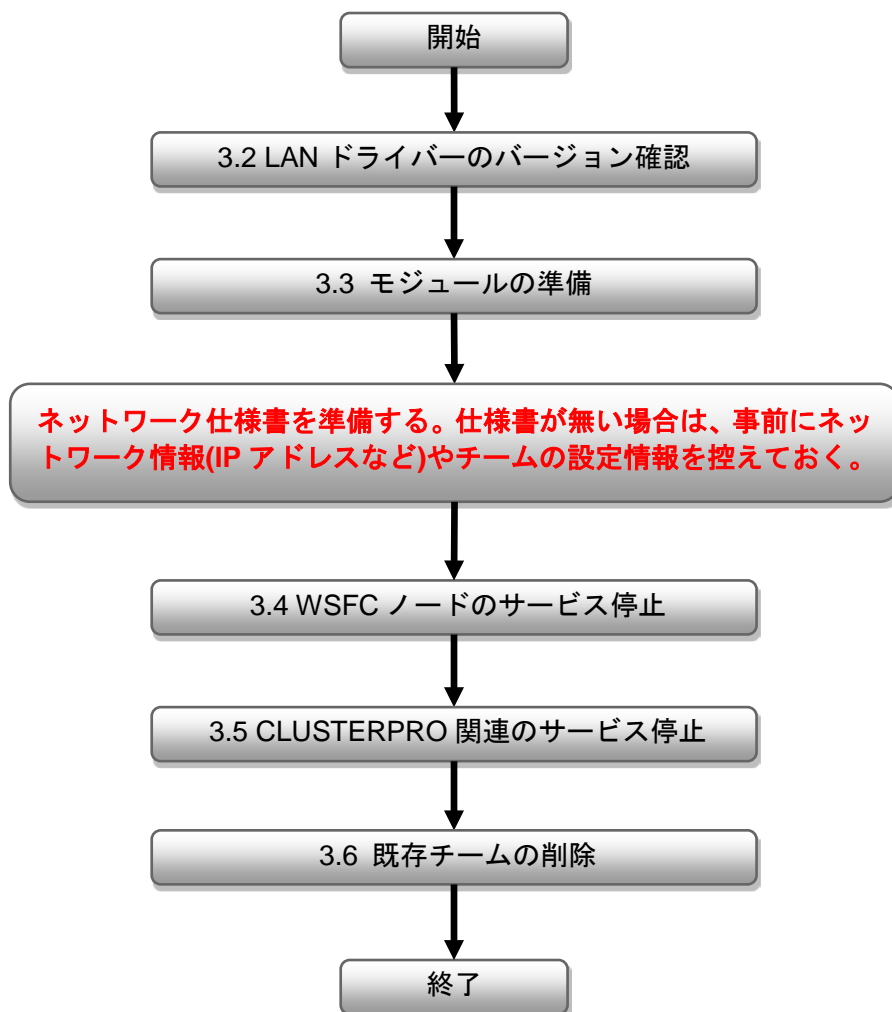 開始
3.2 LAN ドライバーのバージョン確認
3.3 モジュールの準備
ネットワーク仕様書を準備する。仕様書が無い場合は、事前にネッ
トワーク情報(IP アドレスなど)やチームの設定情報を控えておく。
3.4 WSFC ノードのサービス停止
3.5 CLUSTERPRO 関連のサービス停止
3.6 既存チームの削除
終了